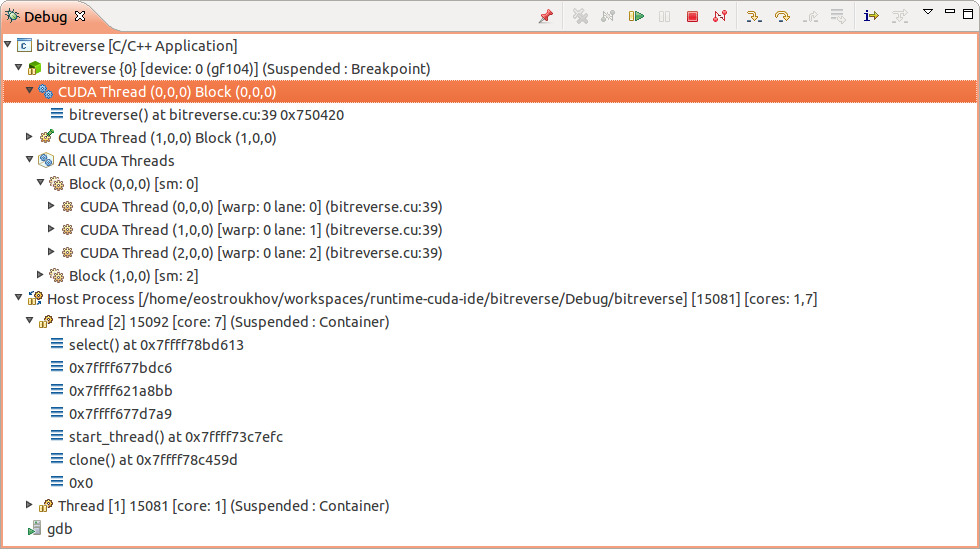 Debug
bitreverse [C/C++ Application]
bitreverse {0} [device: 0 (gf104)] (Suspended : Breakpoint)
CUDA Thread (0,0,0) Block (0,0,0)
bitreverse() at bitreverse.cu:39 0x750420
CUDA Thread (1,0,0) Block (1,0,0)
All CUDA Threads
Block (0,0,0) [sm: 0]
CUDA Thread (0,0,0) [warp: 0 lane: 0] (bitreverse.cu:39)
CUDA Thread (1,0,0) [warp: 0 lane: 1] (bitreverse.cu:39)
CUDA Thread (2,0,0) [warp: 0 lane: 2] (bitreverse.cu:39)
Block (1,0,0) [sm: 2]
Host Process [/home/eostroukhov/workspaces/runtime-cuda-ide/bitreverse/Debug/bitreverse] [15081] [cores: 1,7]
Thread [2] 15092 [core: 7] (Suspended : Container)
select() at 0x7ffff78bd613
0x7ffff677bdc6
0x7ffff621a8bb
0x7ffff677d7a9
start_thread() at 0x7ffff73c7efc
clone() at 0x7ffff78c459d
0x0
Thread [1] 15081 [core: 1] (Suspended : Container)
gdb